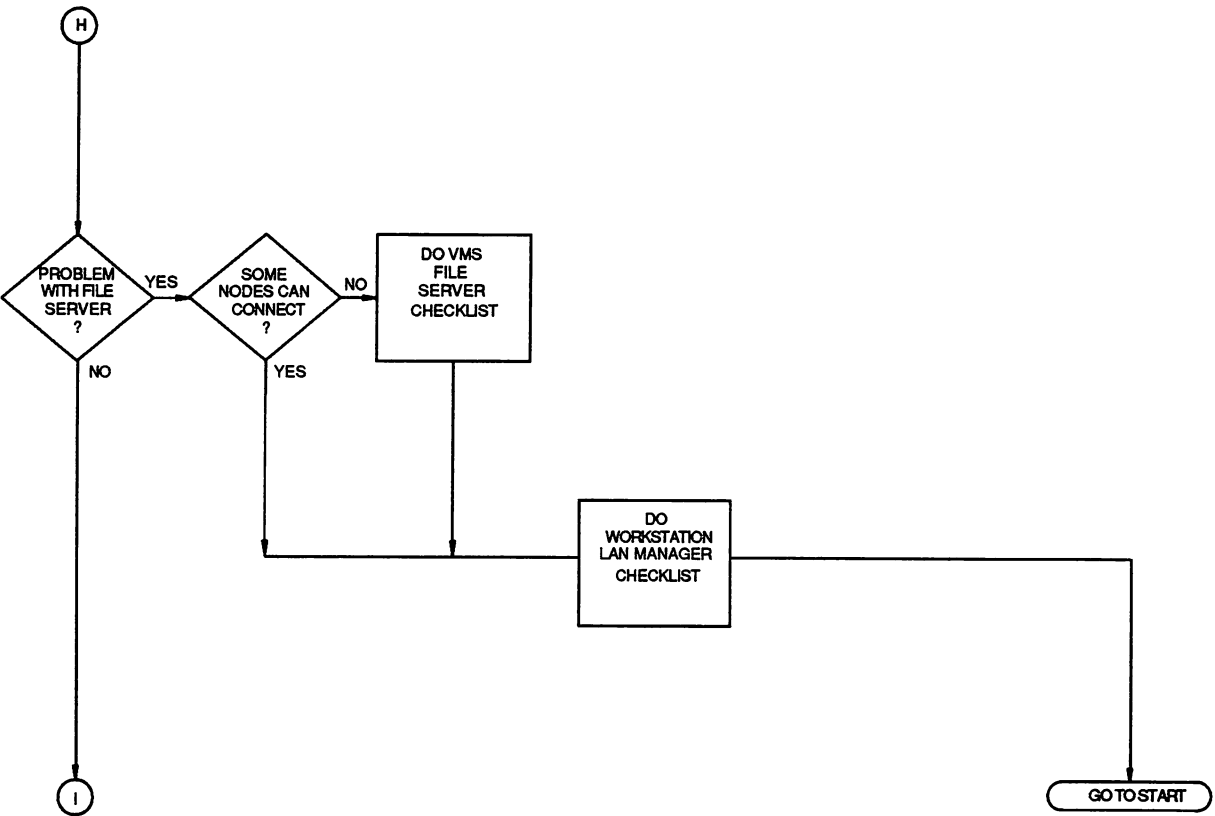 H
PROBLEM
WITH FILE
SERVER
?
YES
NO
SOME
NODES CAN
CONNECT
?
NO
YES
DO VMS
FILE
SERVER
CHECKLIST
DO
WORKSTATION
LAN MANAGER
CHECKLIST
I
GO TO START